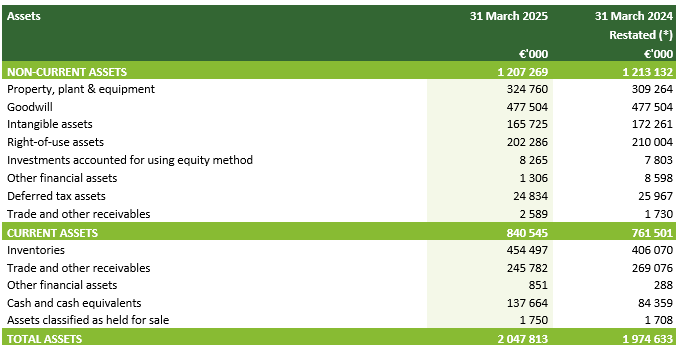 Assets 31 March 2025 31 March 2024
Restated (*)
€'000 €'000
NON-CURRENT ASSETS 1 207 269 1 213 132
Property, plant & equipment 324 760 309 264
Goodwill 477 504 477 504
Intangible assets 165 725 172 261
Right-of-use assets 202 286 210 004
Investments accounted for using equity method 8 265 7 803
Other financial assets 1 306 8 598
Deferred tax assets 24 834 25 967
Trade and other receivables 2 589 1 730
CURRENT ASSETS 840 545 761 501
Inventories 454 497 406 070
Trade and other receivables 245 782 269 076
Other financial assets 851 288
Cash and cash equivalents 137 664 84 359
Assets classified as held for sale 1 750 1 708
TOTAL ASSETS 2 047 813 1 974 633